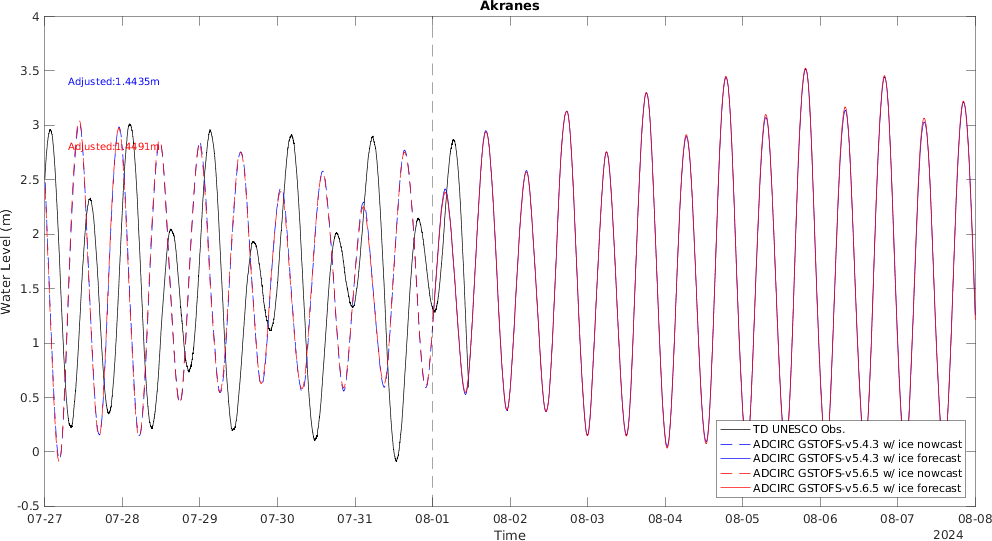 Akranes
4
3.5
3
2.5
2
1.5
1
0.5
0
-0.5
Water Level (m)
Adjusted:1.4435m
Adjusted:1.4491m
TD UNESCO Obs.
ADCIRC GSTOFS-v5.4.3 w/ ice nowcast
ADCIRC GSTOFS-v5.4.3 w/ ice forecast
ADCIRC GSTOFS-v5.6.5 w/ ice nowcast
ADCIRC GSTOFS-v5.6.5 w/ ice forecast
07-27 07-28 07-29 07-30 07-31 08-01 08-02 08-03 08-04 08-05 08-06 08-07 08-08
Time
2024